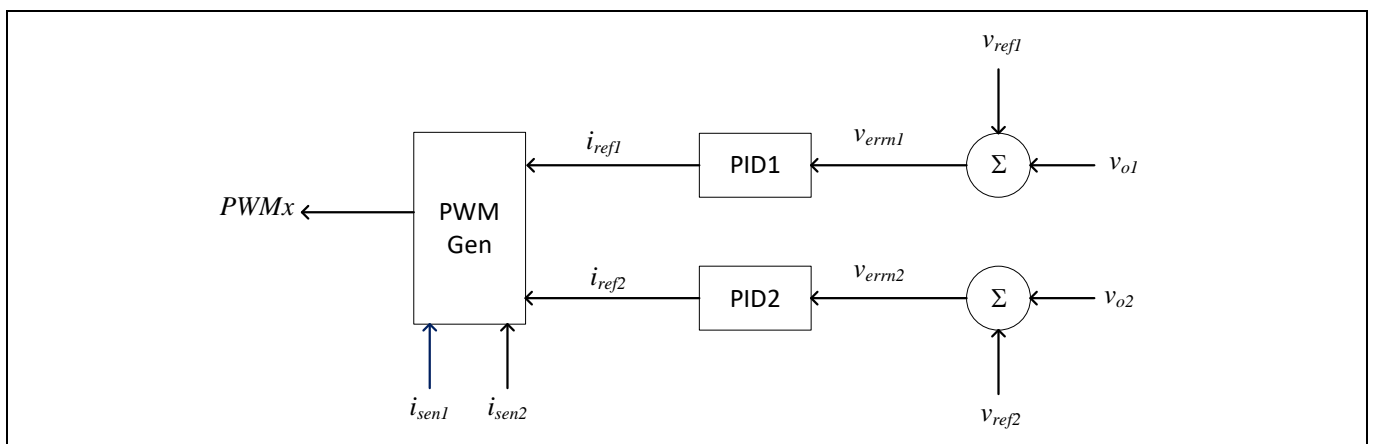 v_ref1
i_ref1
PID1
v_errn1
Σ
v_o1
PWMx
PWM
Gen
i_ref2
PID2
v_errn2
Σ
v_o2
i_sen1
i_sen2
v_ref2